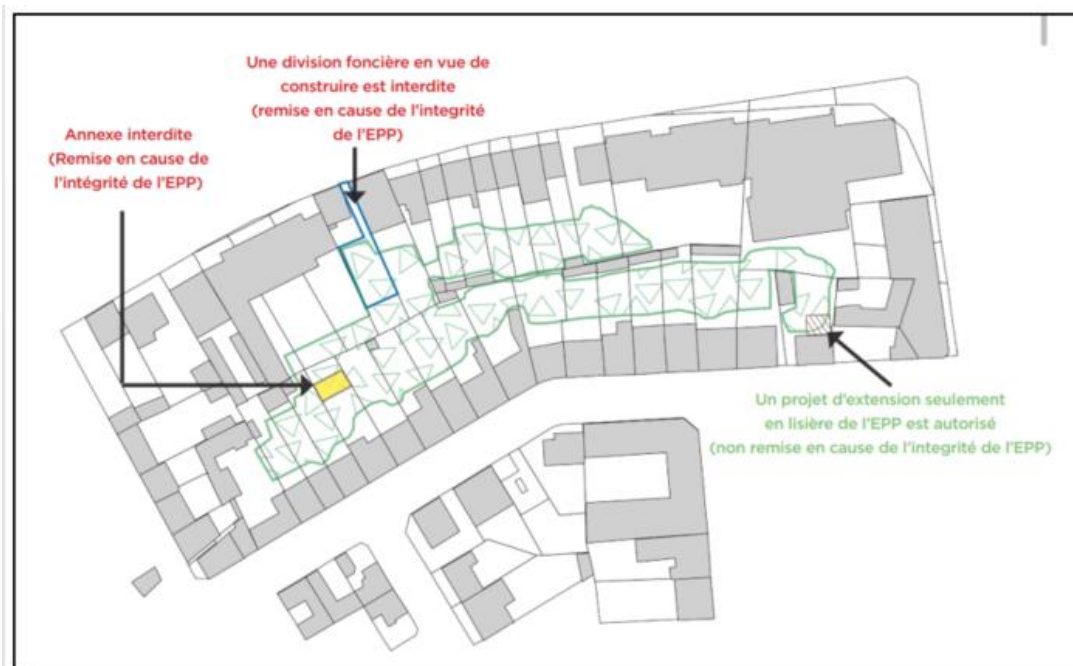 Une division foncière en vue de
construire est interdite
(remise en cause de l'integrité
de l'EPP)
Annexe interdite
(Remise en cause de
l'intégrité de l'EPP)
Un projet d'extension seulement
en lisière de l'EPP est autorisé
(non remise en cause de l'integrité de l'EPP)